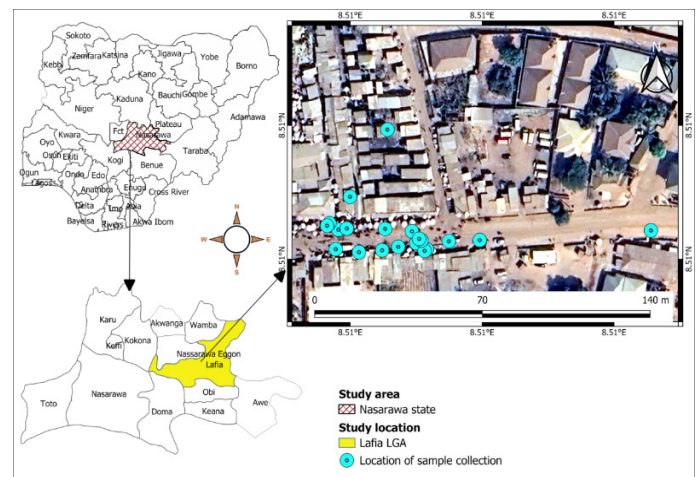 Sokoto
Zamfara
Katsina
Jigawa
Yobe
Borno
Kebbi
Kano
Bauchi
Gombe
Kaduna
Niger
Adamawa
Plateau
Fct
Nasarawa
Kwara
Taraba
Oyo
Kogi
Benue
Osun
Ekiti
Ogun
Ondo
Edo
Enugu
Cross River
Lagos
Anambra
Delta
Imo
Abia
Bayelsa
Rivers
Akwa Ibom
N
W
E
S
8.51°E
8.51°E
8.51°E
N
8.51°N
8.51°N
8.51°N
8.51°N
0
70
140 m
8.51°E
8.51°E
8.51°E
Karu
Akwanga
Wamba
Kokona
Keffi
Nassarawa Eggon
Lafia
Toto
Nasarawa
Obi
Doma
Keana
Awe
Study area
Nasarawa state
Study location
Lafia LGA
Location of sample collection